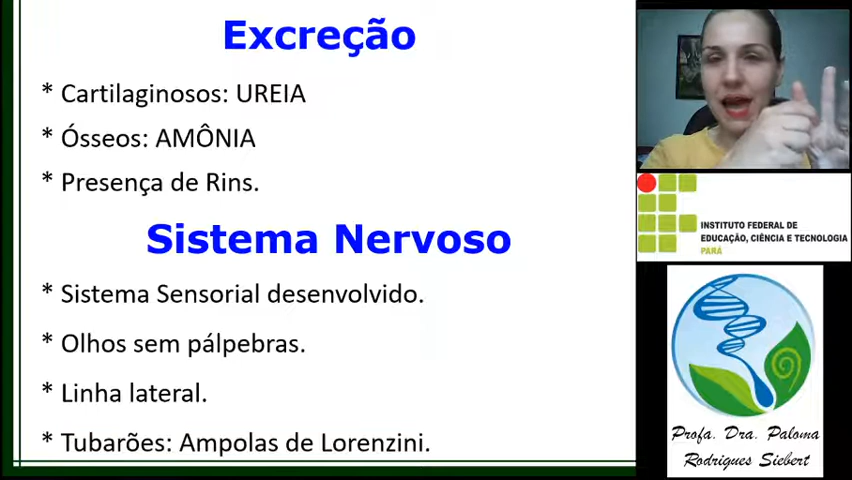 Excreção
* Cartilaginosos: UREIA
* Ósseos: AMÔNIA
* Presença de Rins.
Sistema Nervoso
* Sistema Sensorial desenvolvido.
* Olhos sem pálpebras.
* Linha lateral.
* Tubarões: Ampolas de Lorenzini.
INSTITUTO FEDERAL DE
EDUCAÇÃO, CIÊNCIA E TECNOLOGIA
PARÁ
Profa. Dra. Paloma
Rodrigues Siebert